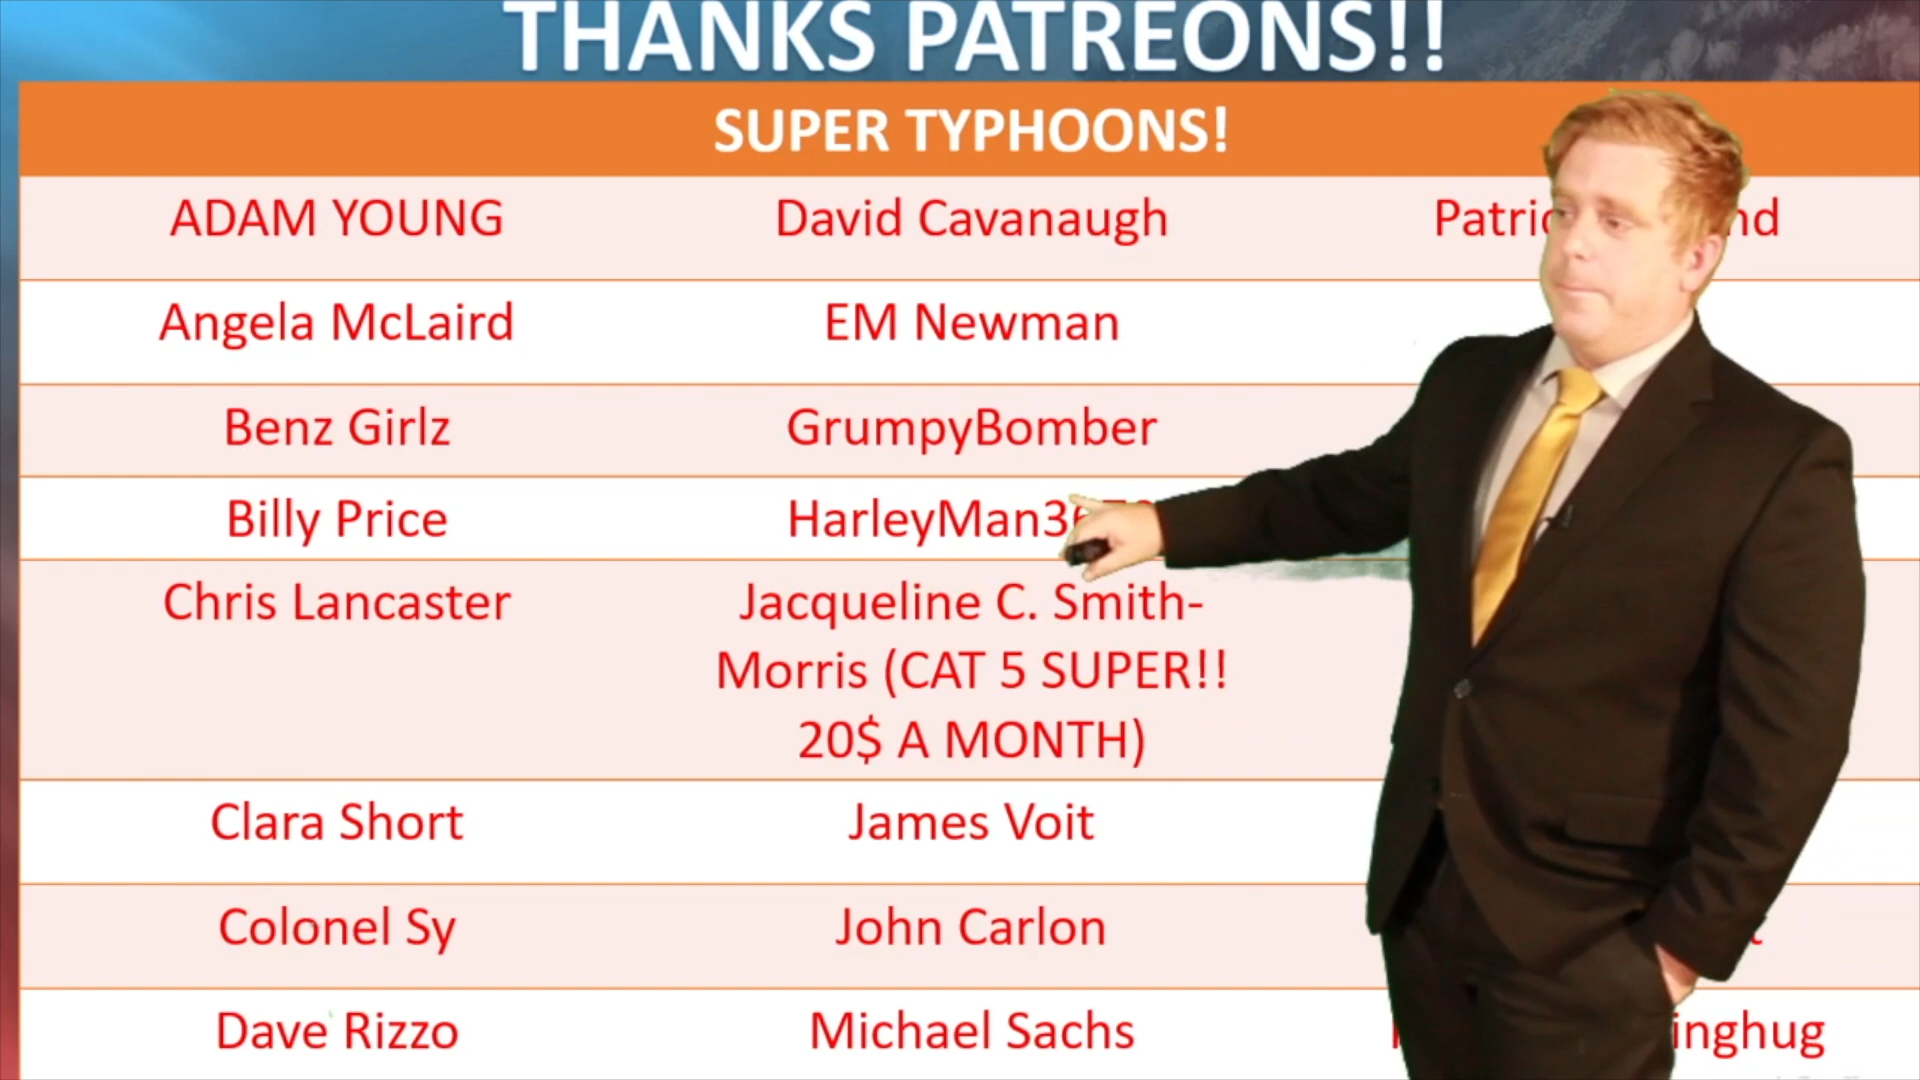 THANKS PATREONS!!
SUPER TYPHOONS!
ADAM YOUNG David Cavanaugh
Angela McLaird EM Newman
Benz Girlz GrumpyBomber
Billy Price
Chris Lancaster Jacqueline C. Smith-
Morris (CAT 5 SUPER!!
20$ A MONTH)
Clara Short James Voit
Colonel Sy John Carlon
Dave Rizzo Michael Sachs